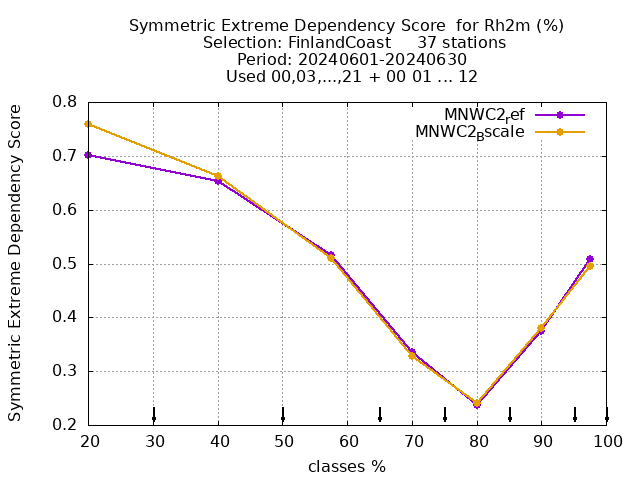 Symmetric Extreme Dependency Score for Rh2m (%)
Selection: FinlandCoast 37 stations
Period: 20240601-20240630
Used 00,03,...,21 + 00 01 ... 12
Symmetric Extreme Dependency Score
0.8
0.7
0.6
0.5
0.4
0.3
0.2
MNWC2ref
MNWC2Bscale
20 30 40 50 60 70 80 90 100
classes %